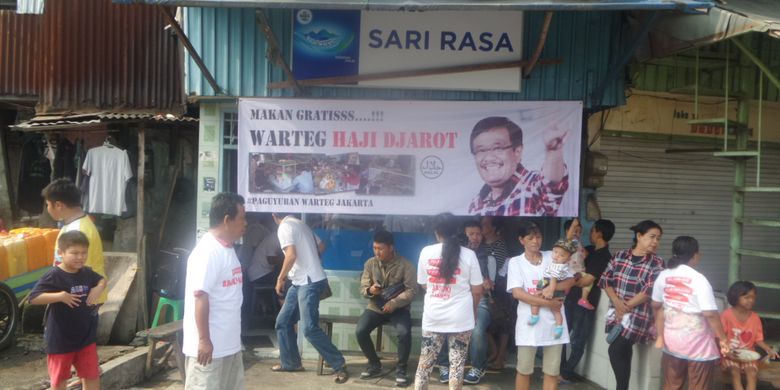 SARI RASA
MAKAN GRATISSS....!!!
WARTEG HAJI DJAROT
#PAGUYUBAN WARTEG JAKARTA